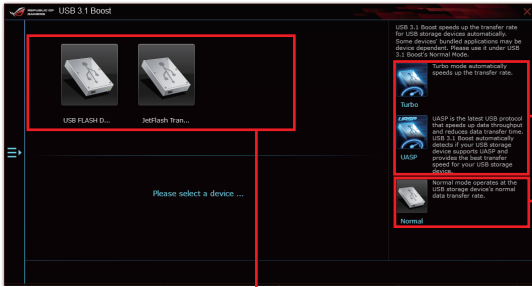 REPUBLIC OF
GAMERS
USB 3.1 Boost
USB 3.1 Boost speeds up the transfer rate
for USB storage devices automatically.
Some devices' bundled applications may be
device dependent. Please use it under USB
3.1 Boost's Normal Mode.
Turbo mode automatically
speeds up the transfer rate.
Turbo
USB FLASH D...
JetFlash Tran...
UASP
UASP is the latest USB protocol
that speeds up data throughput
and reduces data transfer time.
USB 3.1 Boost automatically
detects if your USB storage
device supports UASP and
provides the best transfer
speed for your USB storage
device.
UASP
Please select a device ...
Normal mode operates at the
USB storage device's normal
data transfer rate.
Normal